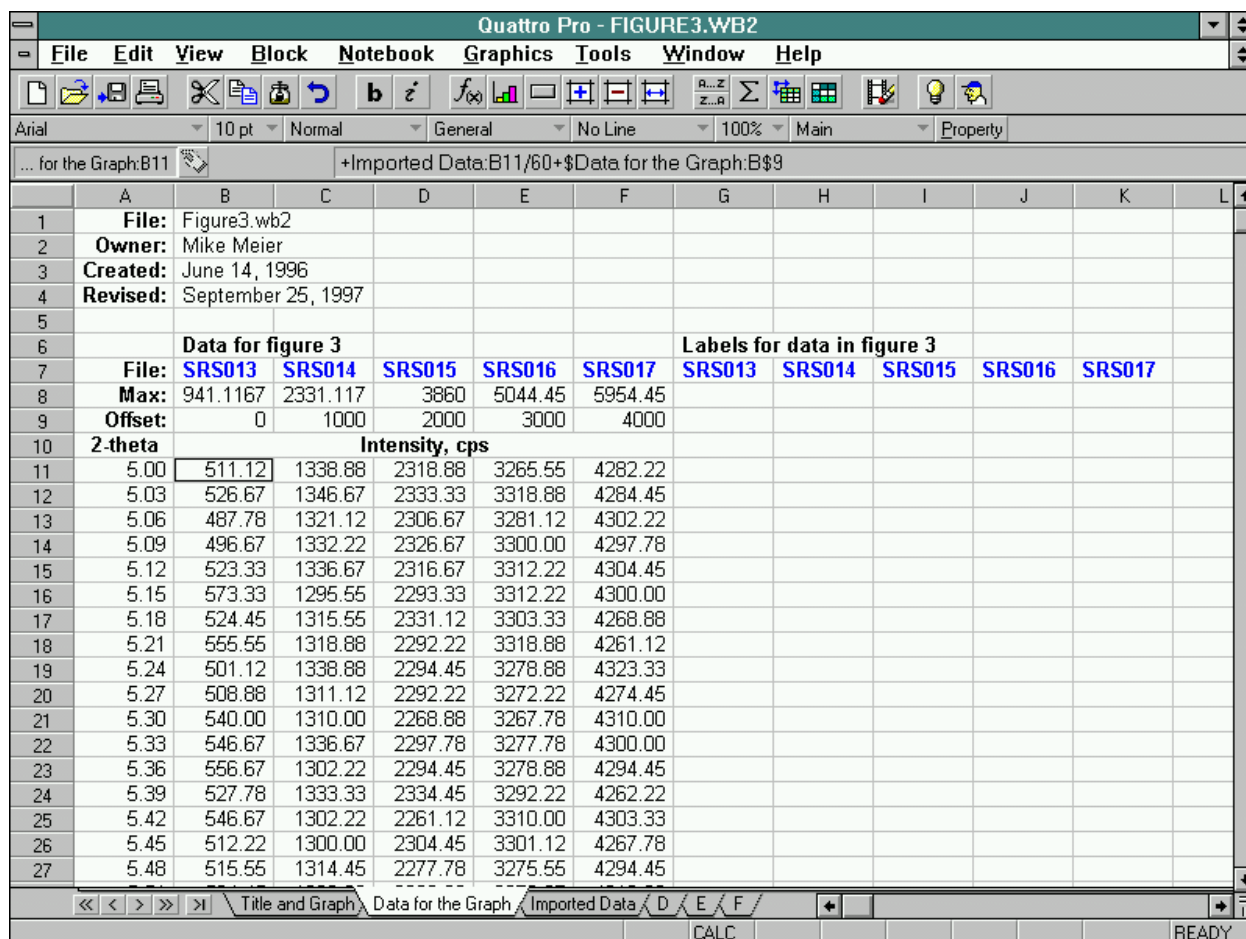 Quattro Pro - FIGURE3.WB2
File Edit View Block Notebook Graphics Tools Window Help
b i f(x) A...Z Z...A Σ
Arial 10 pt Normal General No Line 100% Main Property
... for the Graph:B11 +Imported Data:B11/60+$Data for the Graph:B$9
A B C D E F G H I J K L
1 File: Figure3.wb2
2 Owner: Mike Meier
3 Created: June 14, 1996
4 Revised: September 25, 1997
5
6 Data for figure 3 Labels for data in figure 3
7 File: SRS013 SRS014 SRS015 SRS016 SRS017 SRS013 SRS014 SRS015 SRS016 SRS017
8 Max: 941.1167 2331.117 3860 5044.45 5954.45
9 Offset: 0 1000 2000 3000 4000
10 2-theta Intensity, cps
11 5.00 511.12 1338.88 2318.88 3265.55 4282.22
12 5.03 526.67 1346.67 2333.33 3318.88 4284.45
13 5.06 487.78 1321.12 2306.67 3281.12 4302.22
14 5.09 496.67 1332.22 2326.67 3300.00 4297.78
15 5.12 523.33 1336.67 2316.67 3312.22 4304.45
16 5.15 573.33 1295.55 2293.33 3312.22 4300.00
17 5.18 524.45 1315.55 2331.12 3303.33 4268.88
18 5.21 555.55 1318.88 2292.22 3318.88 4261.12
19 5.24 501.12 1338.88 2294.45 3278.88 4323.33
20 5.27 508.88 1311.12 2292.22 3272.22 4274.45
21 5.30 540.00 1310.00 2268.88 3267.78 4310.00
22 5.33 546.67 1336.67 2297.78 3277.78 4300.00
23 5.36 556.67 1302.22 2294.45 3278.88 4294.45
24 5.39 527.78 1333.33 2334.45 3292.22 4262.22
25 5.42 546.67 1302.22 2261.12 3310.00 4303.33
26 5.45 512.22 1300.00 2304.45 3301.12 4267.78
27 5.48 515.55 1314.45 2277.78 3275.55 4294.45
Title and Graph Data for the Graph Imported Data D E F
CALC READY